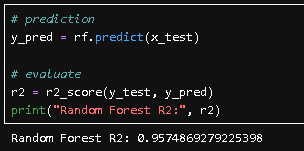 # prediction
y_pred = rf.predict(x_test)
# evaluate
r2 = r2_score(y_test, y_pred)
print("Random Forest R2:", r2)
Random Forest R2: 0.9574869279225398